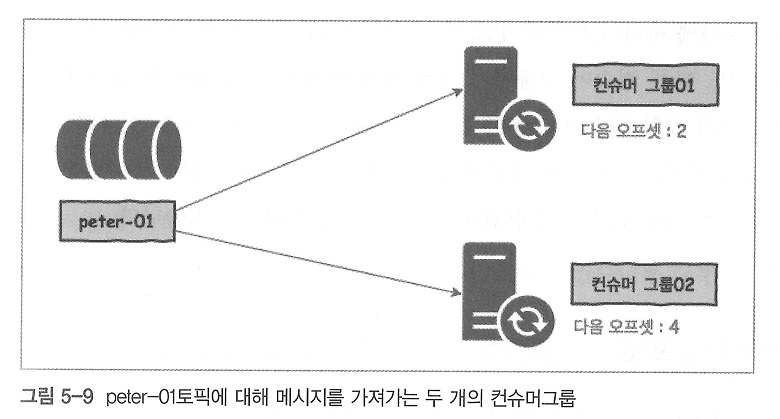 컨슈머 그룹01
다음 오프셋 : 2
peter-01
컨슈머 그룹02
다음 오프셋 : 4
그림 5-9 peter-01토픽에 대해 메시지를 가져가는 두 개의 컨슈머그룹